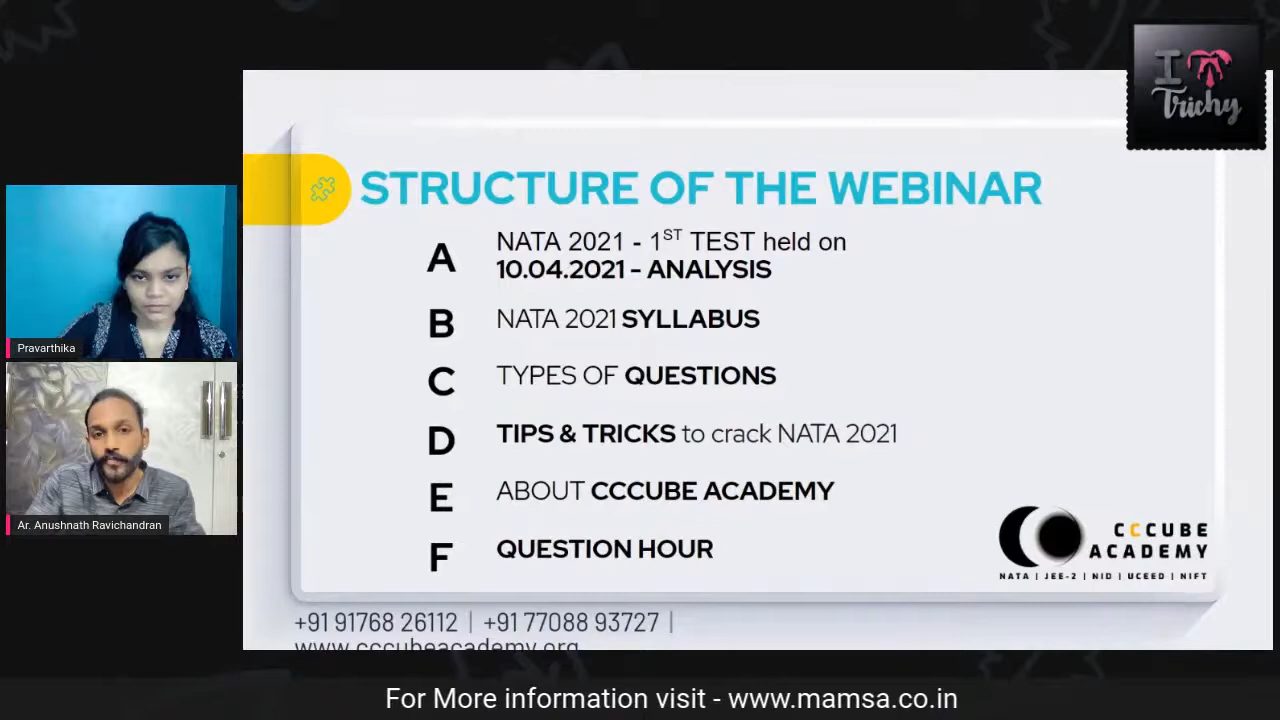 I
Trichy
STRUCTURE OF THE WEBINAR
A
NATA 2021 - 1ST TEST held on
10.04.2021 - ANALYSIS
B
NATA 2021 SYLLABUS
C
TYPES OF QUESTIONS
D
TIPS & TRICKS to crack NATA 2021
E
ABOUT CCCUBE ACADEMY
F
QUESTION HOUR
CCCUBE
ACADEMY
NATA | JEE-2 | NID | UCEED | NIFT
+91 91768 26112 | +91 77088 93727 |
www.cccubeacademy.org
Pravarthika
Ar. Anushnath Ravichandran
For More information visit - www.mamsa.co.in